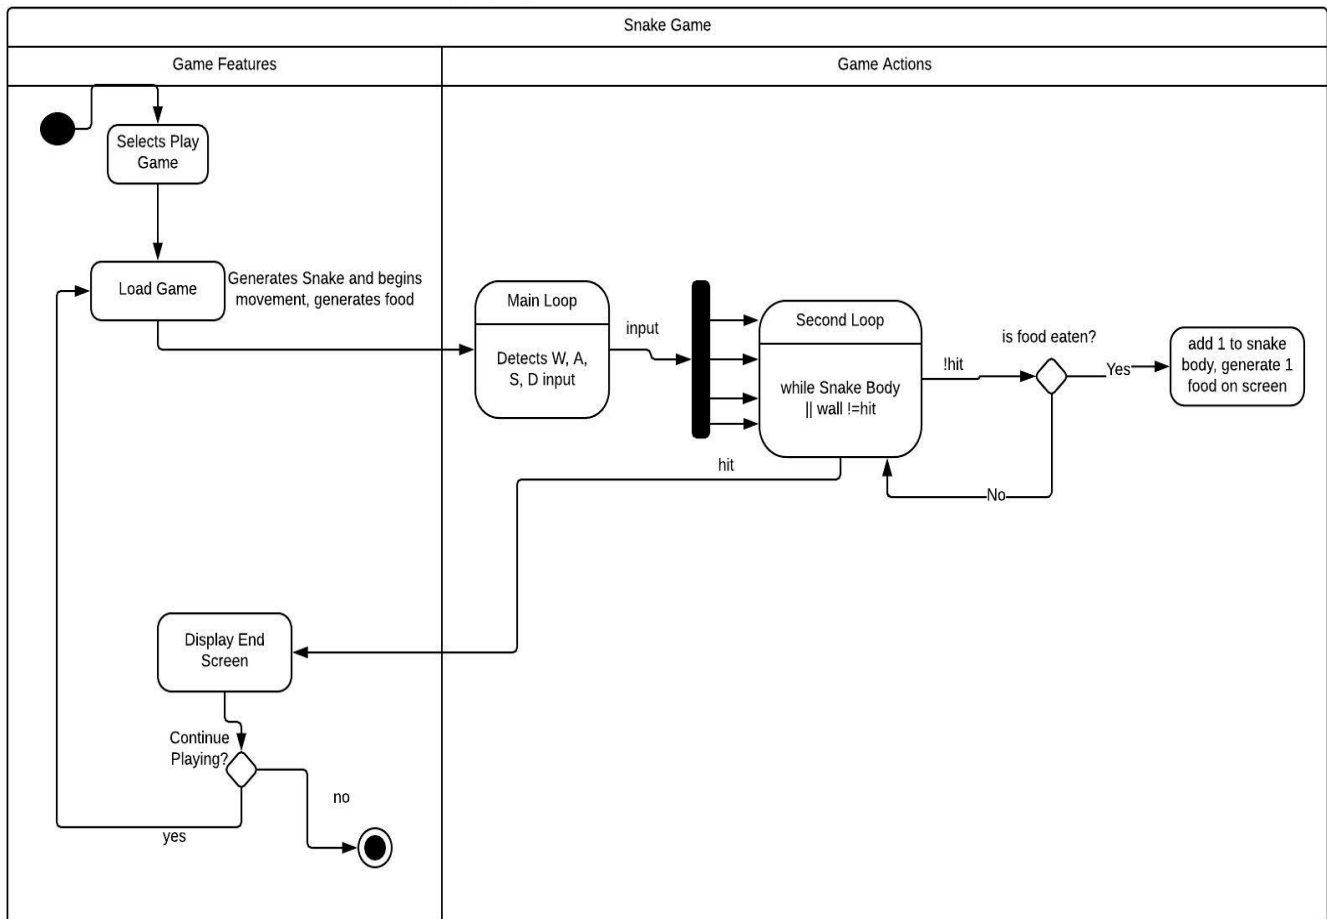 Snake Game
Game Features
Game Actions
Selects Play
Game
Load Game
Generates Snake and begins
movement, generates food
Main Loop
Detects W, A,
S, D input
input
Second Loop
while Snake Body
|| wall !=hit
!hit
is food eaten?
Yes
add 1 to snake
body, generate 1
food on screen
No
hit
Display End
Screen
Continue
Playing?
no
yes